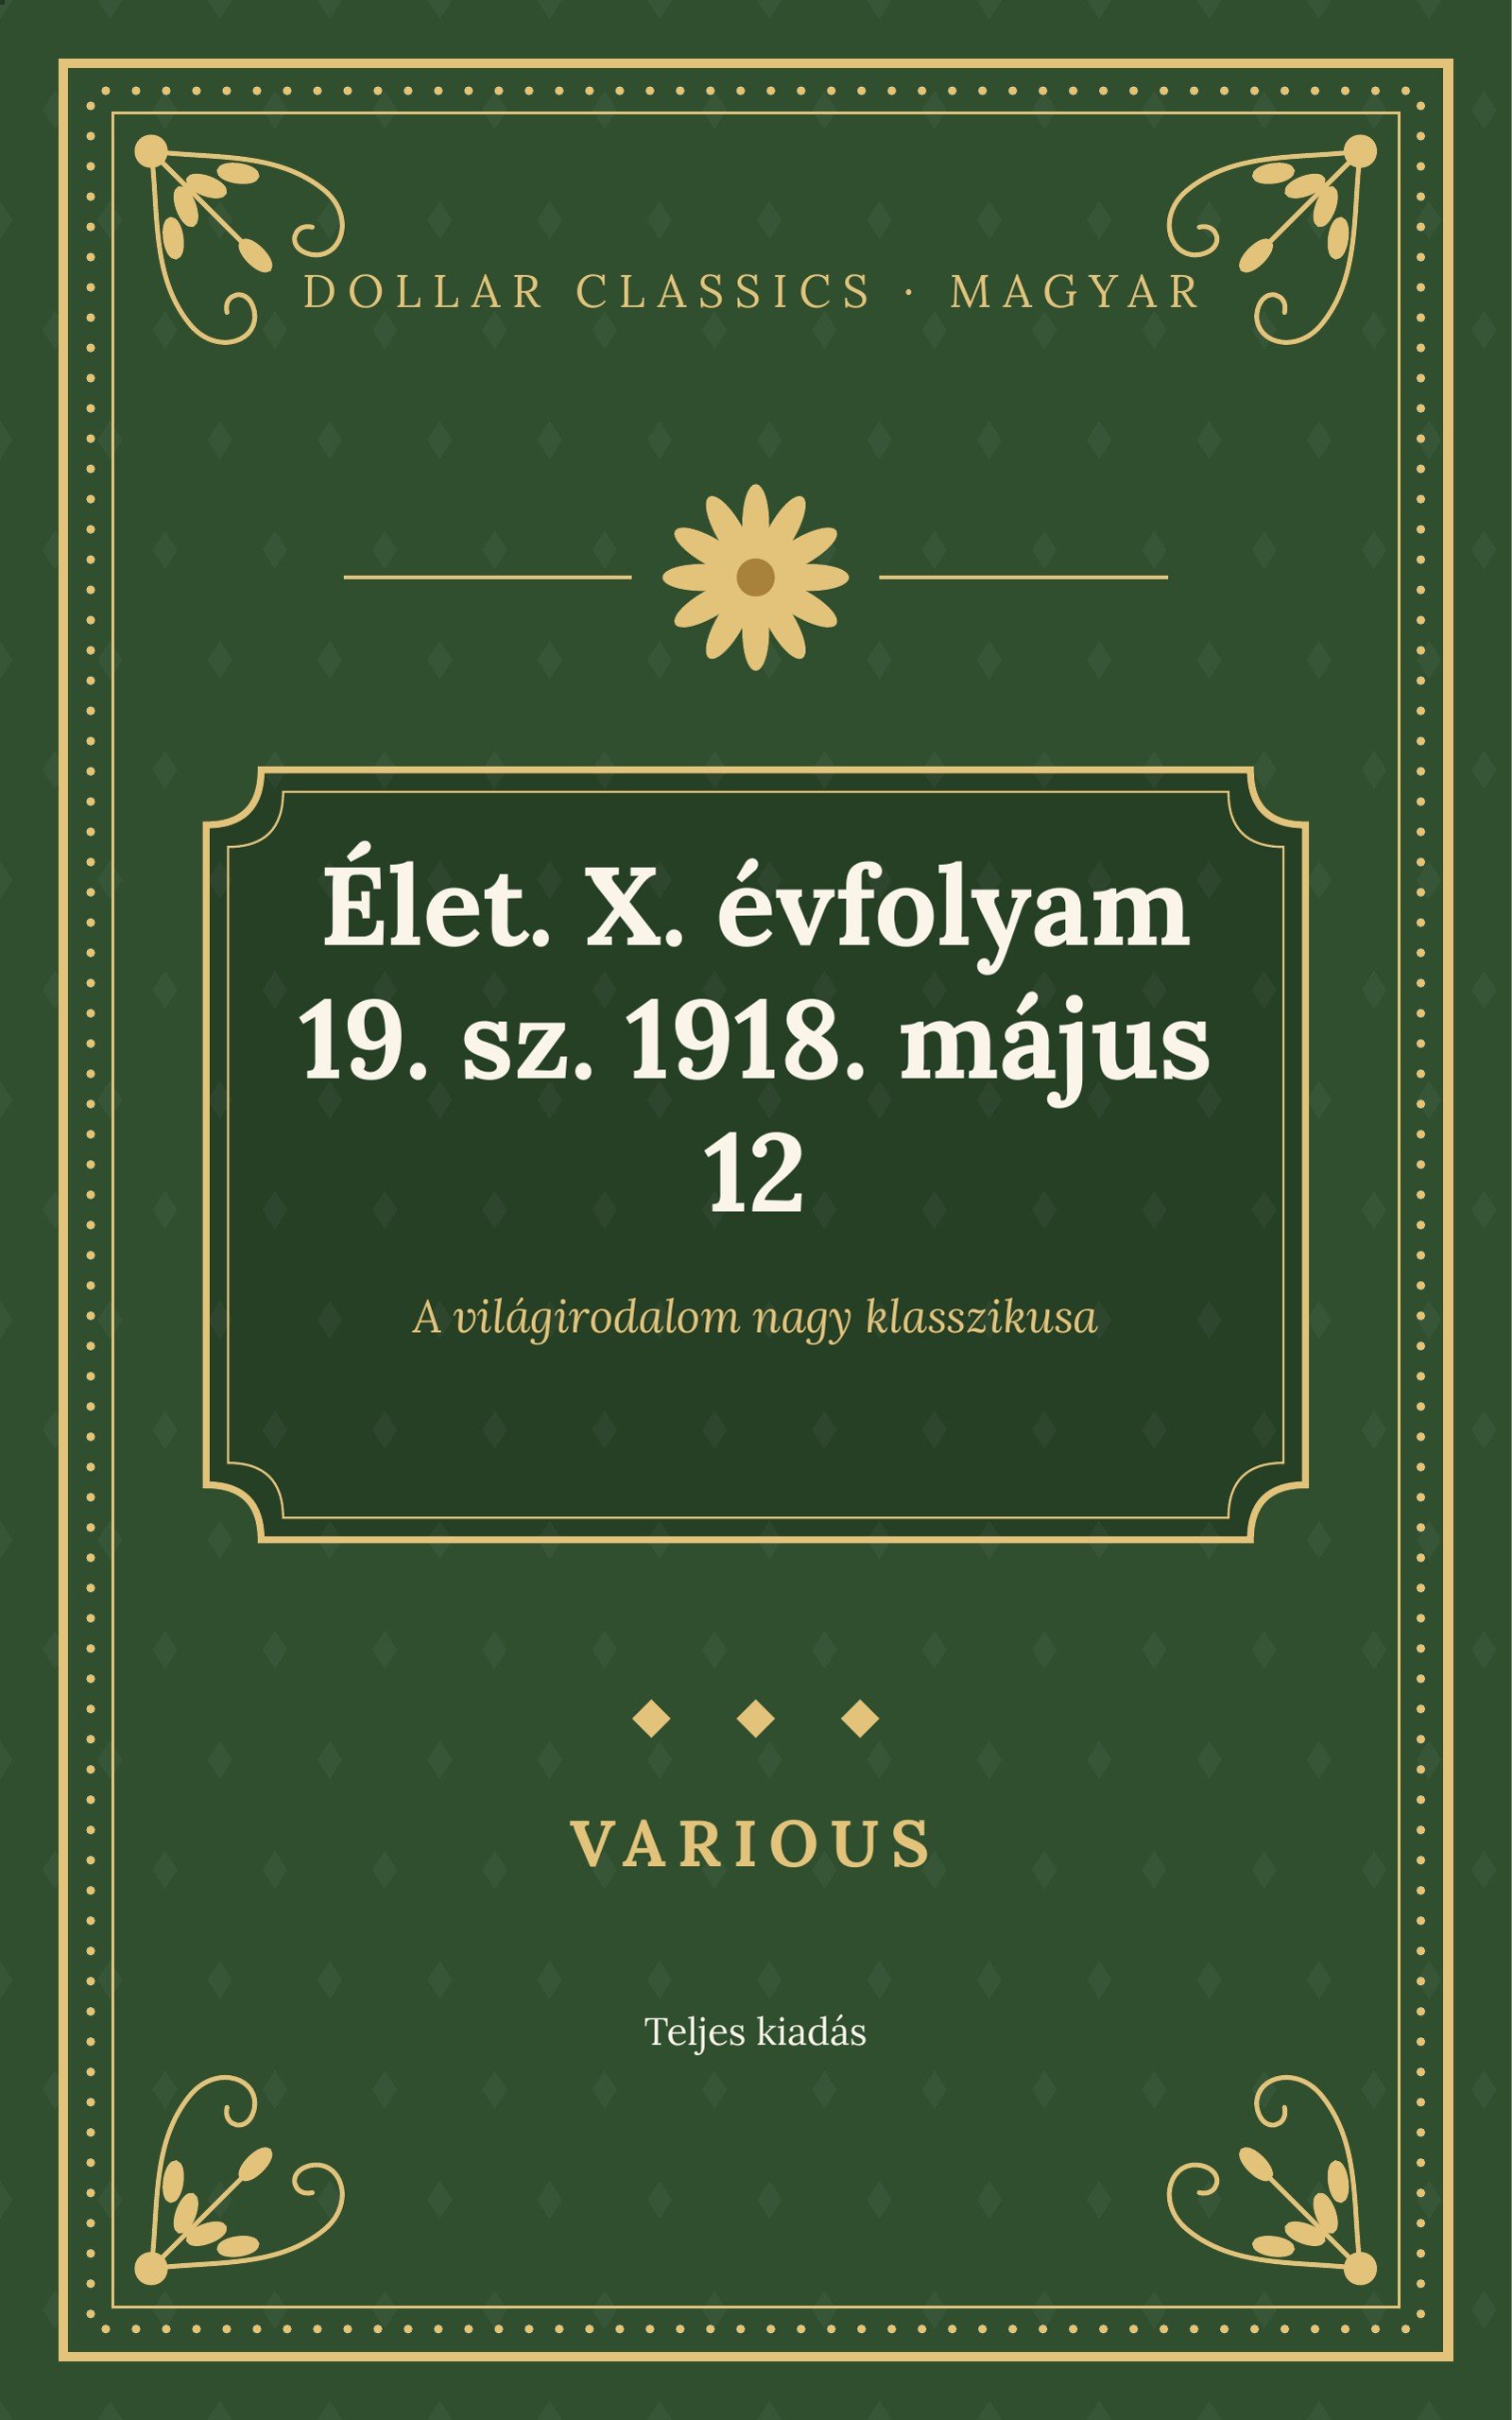 DOLLAR CLASSICS · MAGYAR
Élet. X. évfolyam
19. sz. 1918. május
12
A világirodalom nagy klasszikusa
VARIOUS
Teljes kiadás